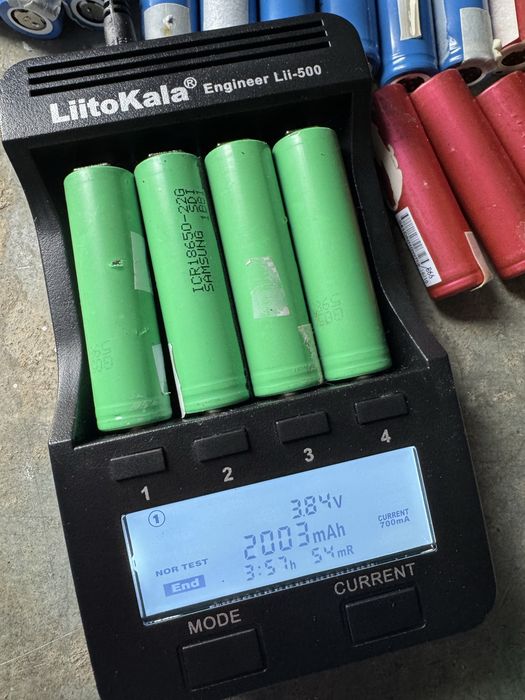 LiitoKala® Engineer Lii-500
ICR18650-22G
SAMSUNG SDI
1
2
3
4
1
3.84V
2003mAh
CURRENT
700mA
NOR TEST
End
3:57h 54mR
MODE
CURRENT